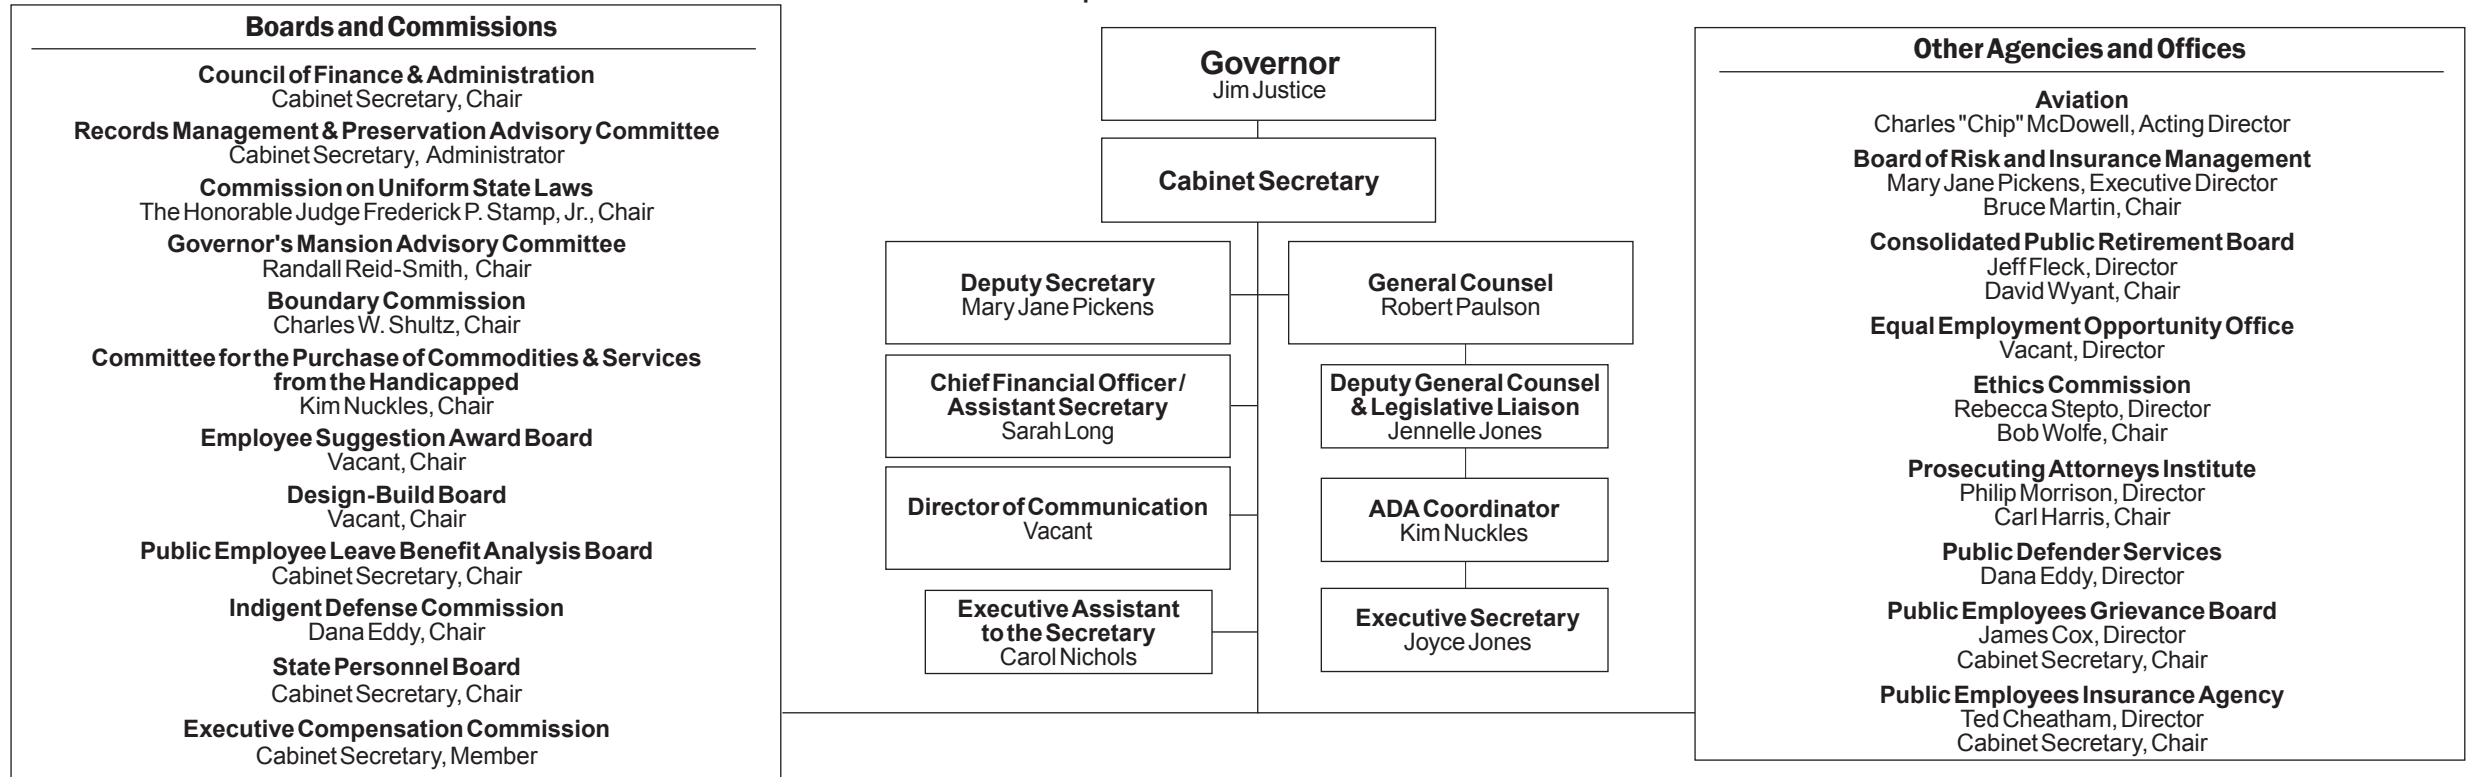 Boards and Commissions
Council of Finance & Administration
Cabinet Secretary, Chair
Records Management & Preservation Advisory Committee
Cabinet Secretary, Administrator
Commission on Uniform State Laws
The Honorable Judge Frederick P. Stamp, Jr., Chair
Governor's Mansion Advisory Committee
Randall Reid-Smith, Chair
Boundary Commission
Charles W. Shultz, Chair
Committee for the Purchase of Commodities & Services
from the Handicapped
Kim Nuckles, Chair
Employee Suggestion Award Board
Vacant, Chair
Design-Build Board
Vacant, Chair
Public Employee Leave Benefit Analysis Board
Cabinet Secretary, Chair
Indigent Defense Commission
Dana Eddy, Chair
State Personnel Board
Cabinet Secretary, Chair
Executive Compensation Commission
Cabinet Secretary, Member
Governor
Jim Justice
Cabinet Secretary
Deputy Secretary
Mary Jane Pickens
Chief Financial Officer /
Assistant Secretary
Sarah Long
Director of Communication
Vacant
Executive Assistant
to the Secretary
Carol Nichols
General Counsel
Robert Paulson
Deputy General Counsel
& Legislative Liaison
Jennelle Jones
ADA Coordinator
Kim Nuckles
Executive Secretary
Joyce Jones
Other Agencies and Offices
Aviation
Charles "Chip" McDowell, Acting Director
Board of Risk and Insurance Management
Mary Jane Pickens, Executive Director
Bruce Martin, Chair
Consolidated Public Retirement Board
Jeff Fleck, Director
David Wyant, Chair
Equal Employment Opportunity Office
Vacant, Director
Ethics Commission
Rebecca Stepto, Director
Bob Wolfe, Chair
Prosecuting Attorneys Institute
Philip Morrison, Director
Carl Harris, Chair
Public Defender Services
Dana Eddy, Director
Public Employees Grievance Board
James Cox, Director
Cabinet Secretary, Chair
Public Employees Insurance Agency
Ted Cheatham, Director
Cabinet Secretary, Chair